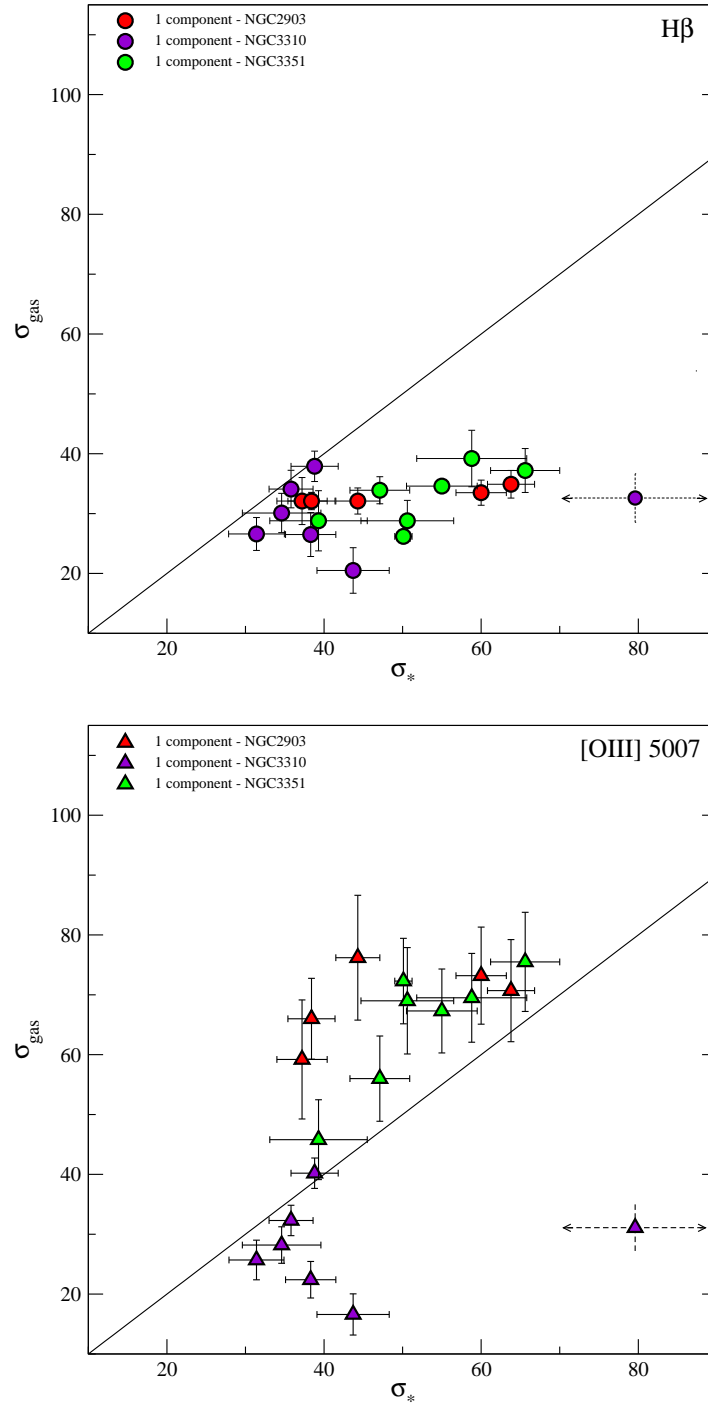 1 component - NGC2903
1 component - NGC3310
1 component - NGC3351
Hβ
100
80
60
40
20
σgas
20 40 60 80
σ*
1 component - NGC2903
1 component - NGC3310
1 component - NGC3351
[OIII] 5007
100
80
60
40
20
σgas
20 40 60 80
σ*